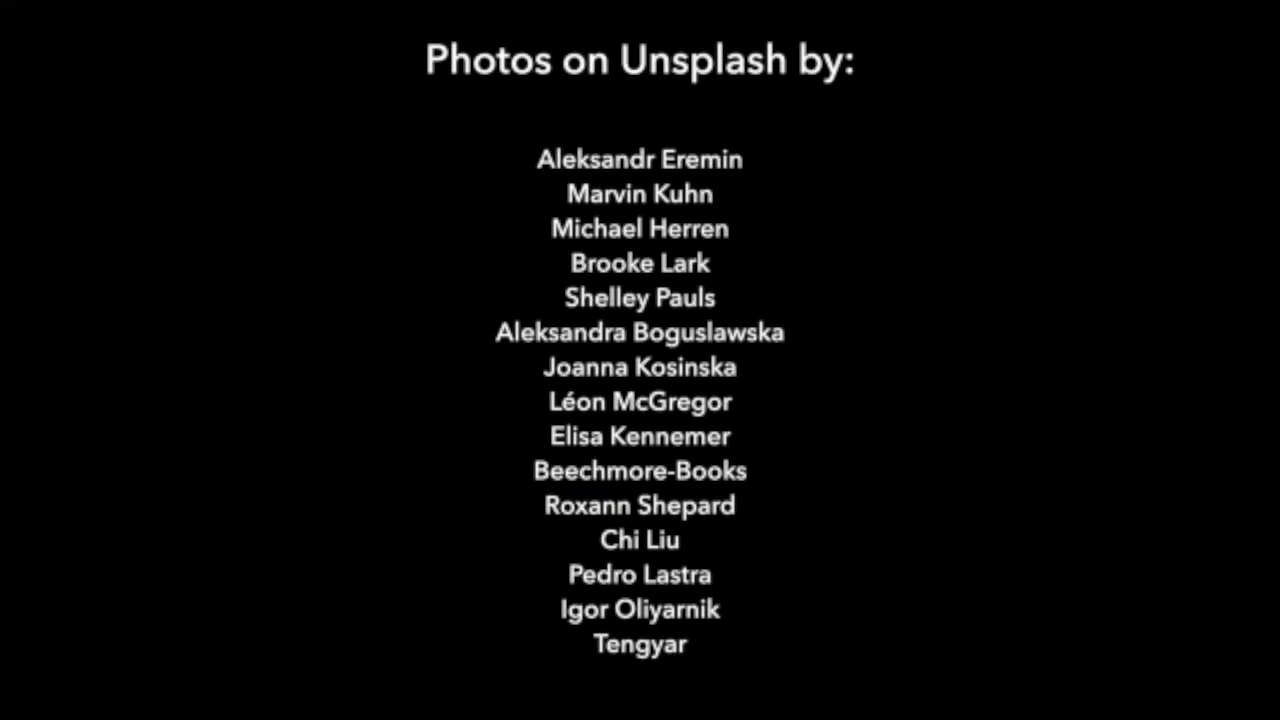 Photos on Unsplash by:
Aleksandr Eremin
Marvin Kuhn
Michael Herren
Brooke Lark
Shelley Pauls
Aleksandra Boguslawska
Joanna Kosinska
Léon McGregor
Elisa Kennemer
Beechmore-Books
Roxann Shepard
Chi Liu
Pedro Lastra
Igor Oliyarnik
Tengyar